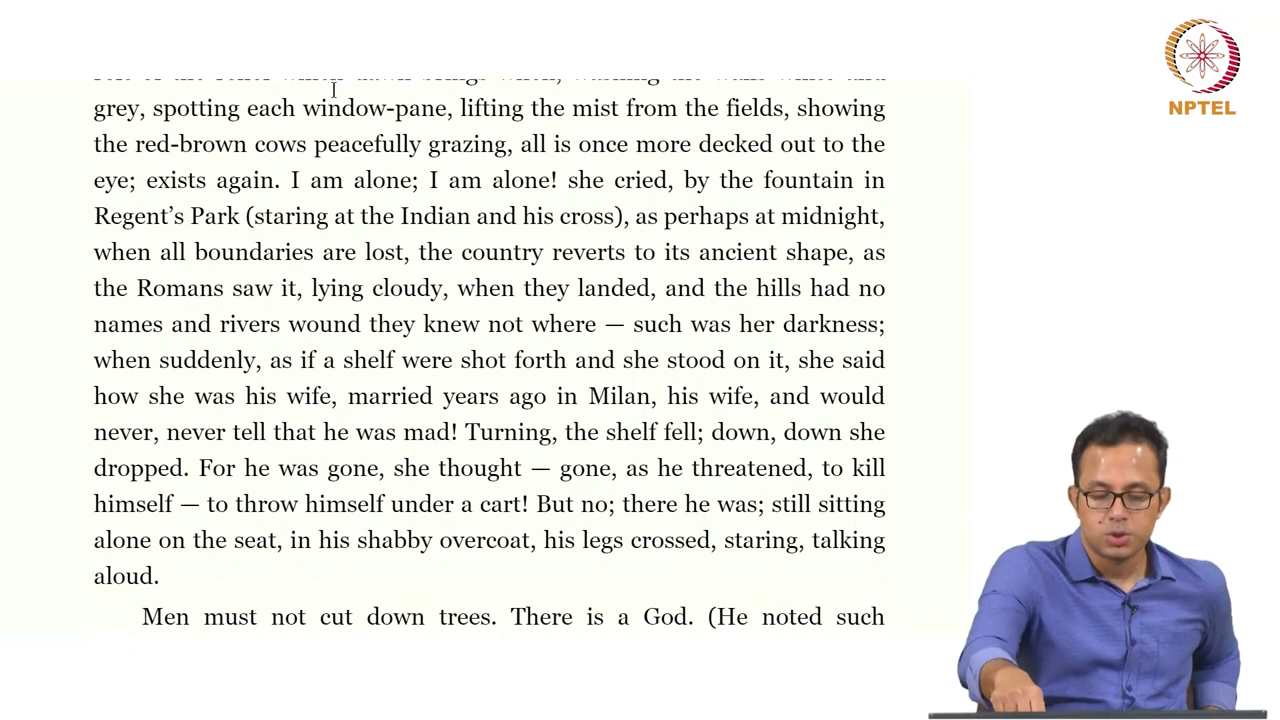 NPTEL
grey, spotting each window-pane, lifting the mist from the fields, showing
the red-brown cows peacefully grazing, all is once more decked out to the
eye; exists again. I am alone; I am alone! she cried, by the fountain in
Regent’s Park (staring at the Indian and his cross), as perhaps at midnight,
when all boundaries are lost, the country reverts to its ancient shape, as
the Romans saw it, lying cloudy, when they landed, and the hills had no
names and rivers wound they knew not where — such was her darkness;
when suddenly, as if a shelf were shot forth and she stood on it, she said
how she was his wife, married years ago in Milan, his wife, and would
never, never tell that he was mad! Turning, the shelf fell; down, down she
dropped. For he was gone, she thought — gone, as he threatened, to kill
himself — to throw himself under a cart! But no; there he was; still sitting
alone on the seat, in his shabby overcoat, his legs crossed, staring, talking
aloud.
Men must not cut down trees. There is a God. (He noted such